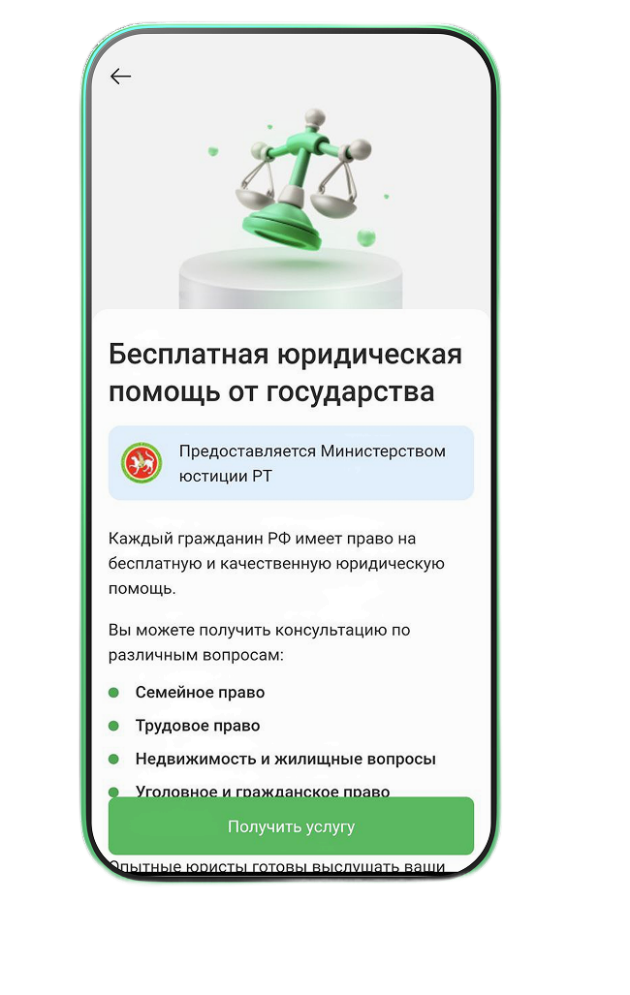 Бесплатная юридическая
помощь от государства
Предоставляется Министерством
юстиции РТ
Каждый гражданин РФ имеет право на
бесплатную и качественную юридическую
помощь.
Вы можете получить консультацию по
различным вопросам:
Семейное право
Трудовое право
Недвижимость и жилищные вопросы
Уголовное и гражданское право
Получить услугу
Опытные юристы готовы выслушать ваши